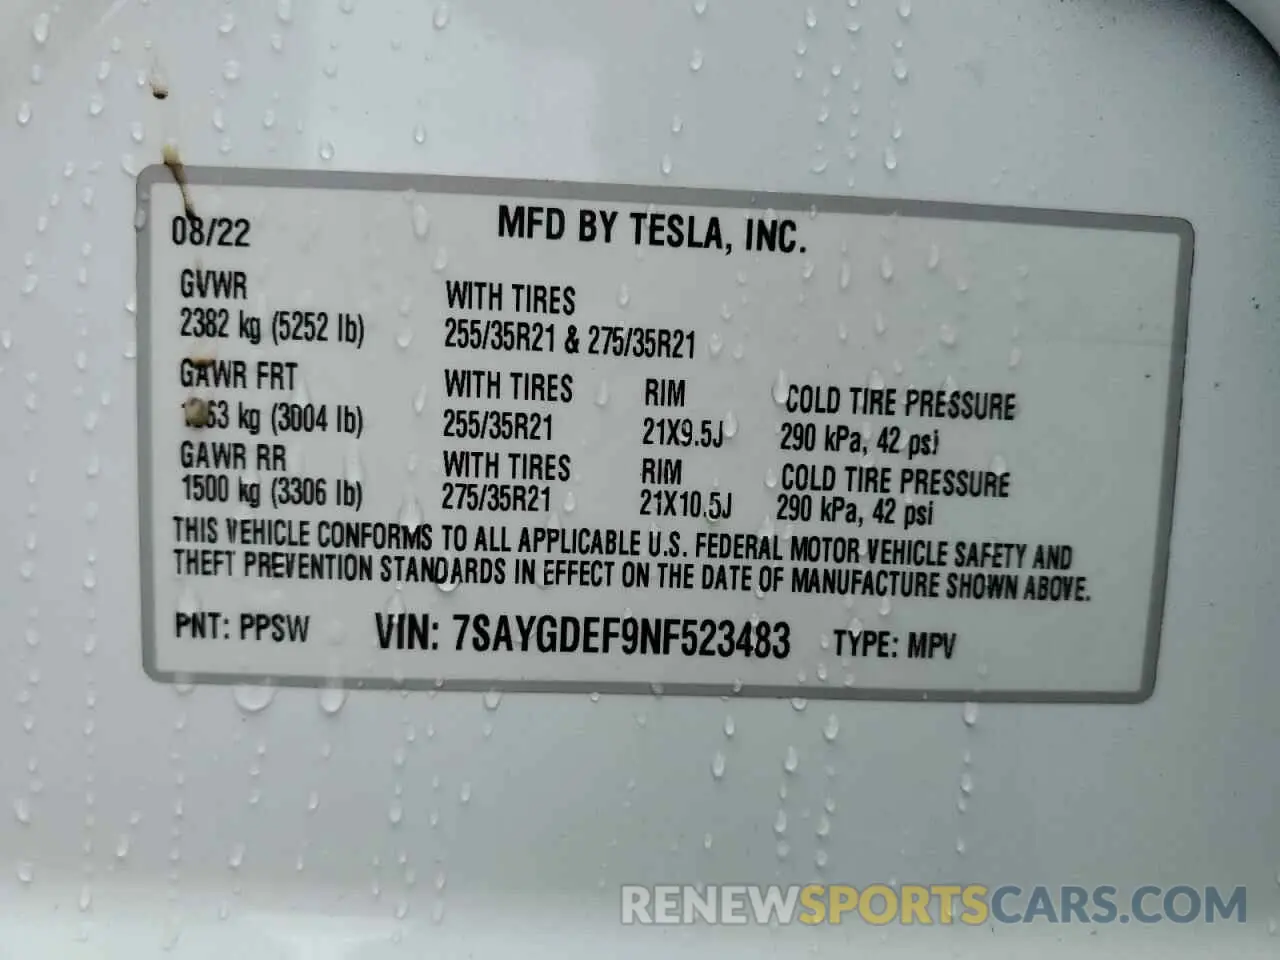 08/22 MFD BY TESLA, INC.
GVWR WITH TIRES
2382 kg (5252 lb) 255/35R21 & 275/35R21
GAWR FRT WITH TIRES RIM COLD TIRE PRESSURE
kg (3004 lb) 255/35R21 21X9.5J 290 kPa, 42 psi
GAWR RR WITH TIRES RIM COLD TIRE PRESSURE
1500 kg (3306 lb) 275/35R21 21X10.5J 290 kPa, 42 psi
THIS VEHICLE CONFORMS TO ALL APPLICABLE U.S. FEDERAL MOTOR VEHICLE SAFETY AND
THEFT PREVENTION STANDARDS IN EFFECT ON THE DATE OF MANUFACTURE SHOWN ABOVE.
PNT: PPSW VIN: 7SAYGDEF9NF523483 TYPE: MPV
RENEWSPORTSCARS.COM